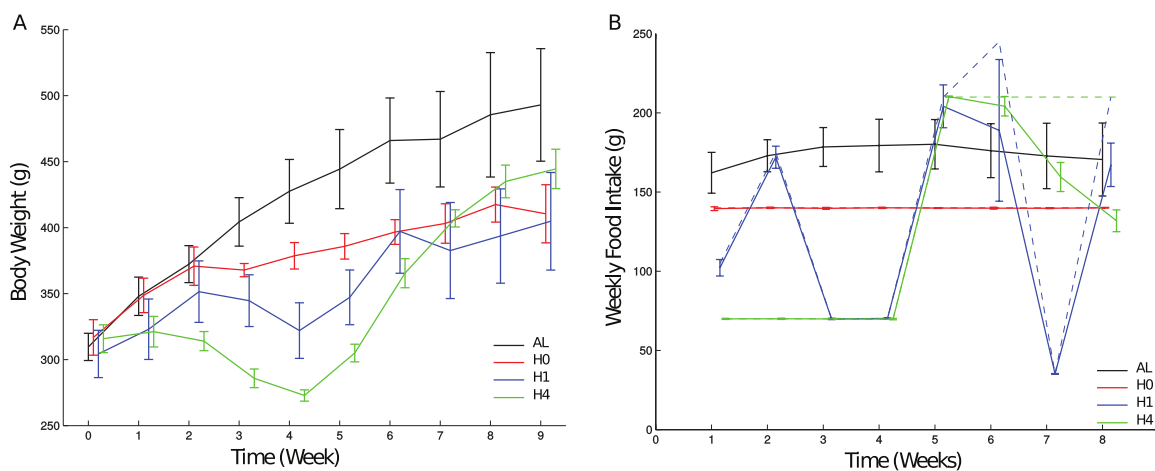 A
Body Weight (g)
550
500
450
400
350
300
250
0 1 2 3 4 5 6 7 8 9
Time (Week)
AL
H0
H1
H4
B
Weekly Food Intake (g)
250
200
150
100
50
0
0 1 2 3 4 5 6 7 8
Time (Weeks)
AL
H0
H1
H4